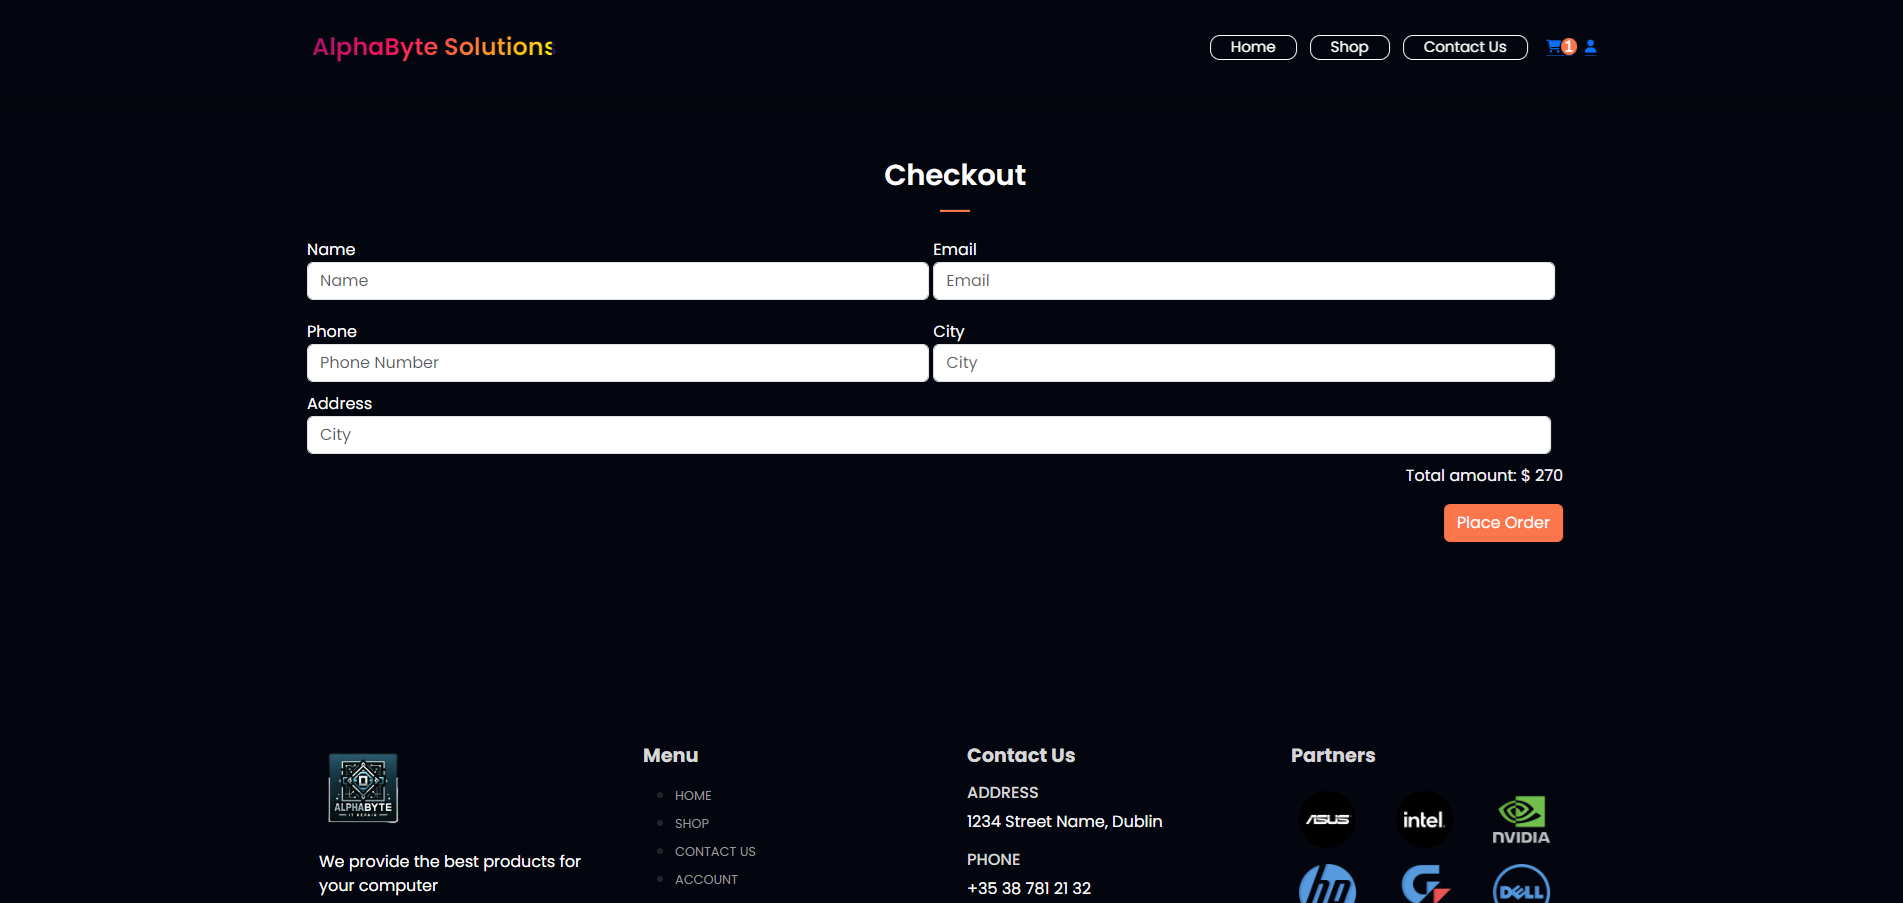 AlphaByte Solutions
Home
Shop
Contact Us
1
Checkout
Name
Email
Name
Email
Phone
City
Phone Number
City
Address
City
Total amount: $ 270
Place Order
ALPHABYTE
IT REPAIR
We provide the best products for
your computer
Menu
HOME
SHOP
CONTACT US
ACCOUNT
Contact Us
ADDRESS
1234 Street Name, Dublin
PHONE
+35 38 781 21 32
Partners
ASUS
intel.
NVIDIA
hp
G
DELL